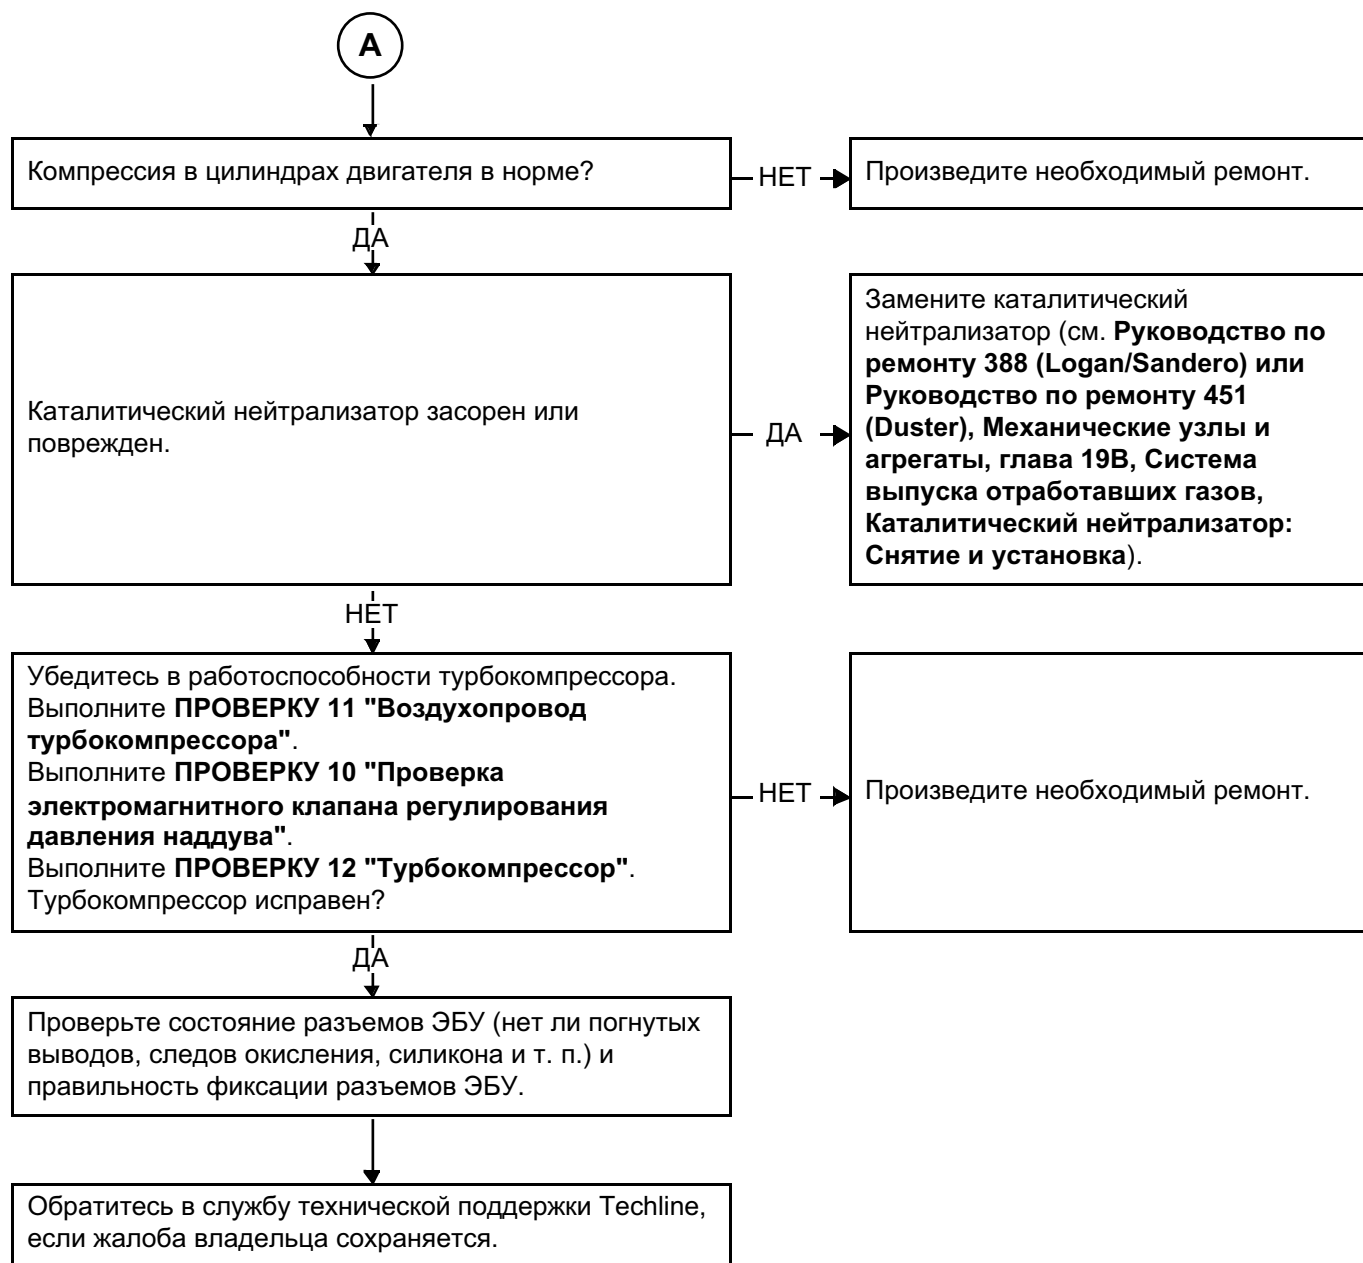 A
Компрессия в цилиндрах двигателя в норме?
НЕТ
Произведите необходимый ремонт.
ДА
Каталитический нейтрализатор засорен или
поврежден.
ДА
Замените каталитический
нейтрализатор (см. Руководство по
ремонту 388 (Logan/Sandero) или
Руководство по ремонту 451
(Duster), Механические узлы и
агрегаты, глава 19B, Система
выпуска отработавших газов,
Каталитический нейтрализатор:
Снятие и установка).
НЕТ
Убедитесь в работоспособности турбокомпрессора.
Выполните ПРОВЕРКУ 11 "Воздухопровод
турбокомпрессора".
Выполните ПРОВЕРКУ 10 "Проверка
электромагнитного клапана регулирования
давления наддува".
Выполните ПРОВЕРКУ 12 "Турбокомпрессор".
Турбокомпрессор исправен?
НЕТ
Произведите необходимый ремонт.
ДА
Проверьте состояние разъемов ЭБУ (нет ли погнутых
выводов, следов окисления, силикона и т. п.) и
правильность фиксации разъемов ЭБУ.
Обратитесь в службу технической поддержки Techline,
если жалоба владельца сохраняется.